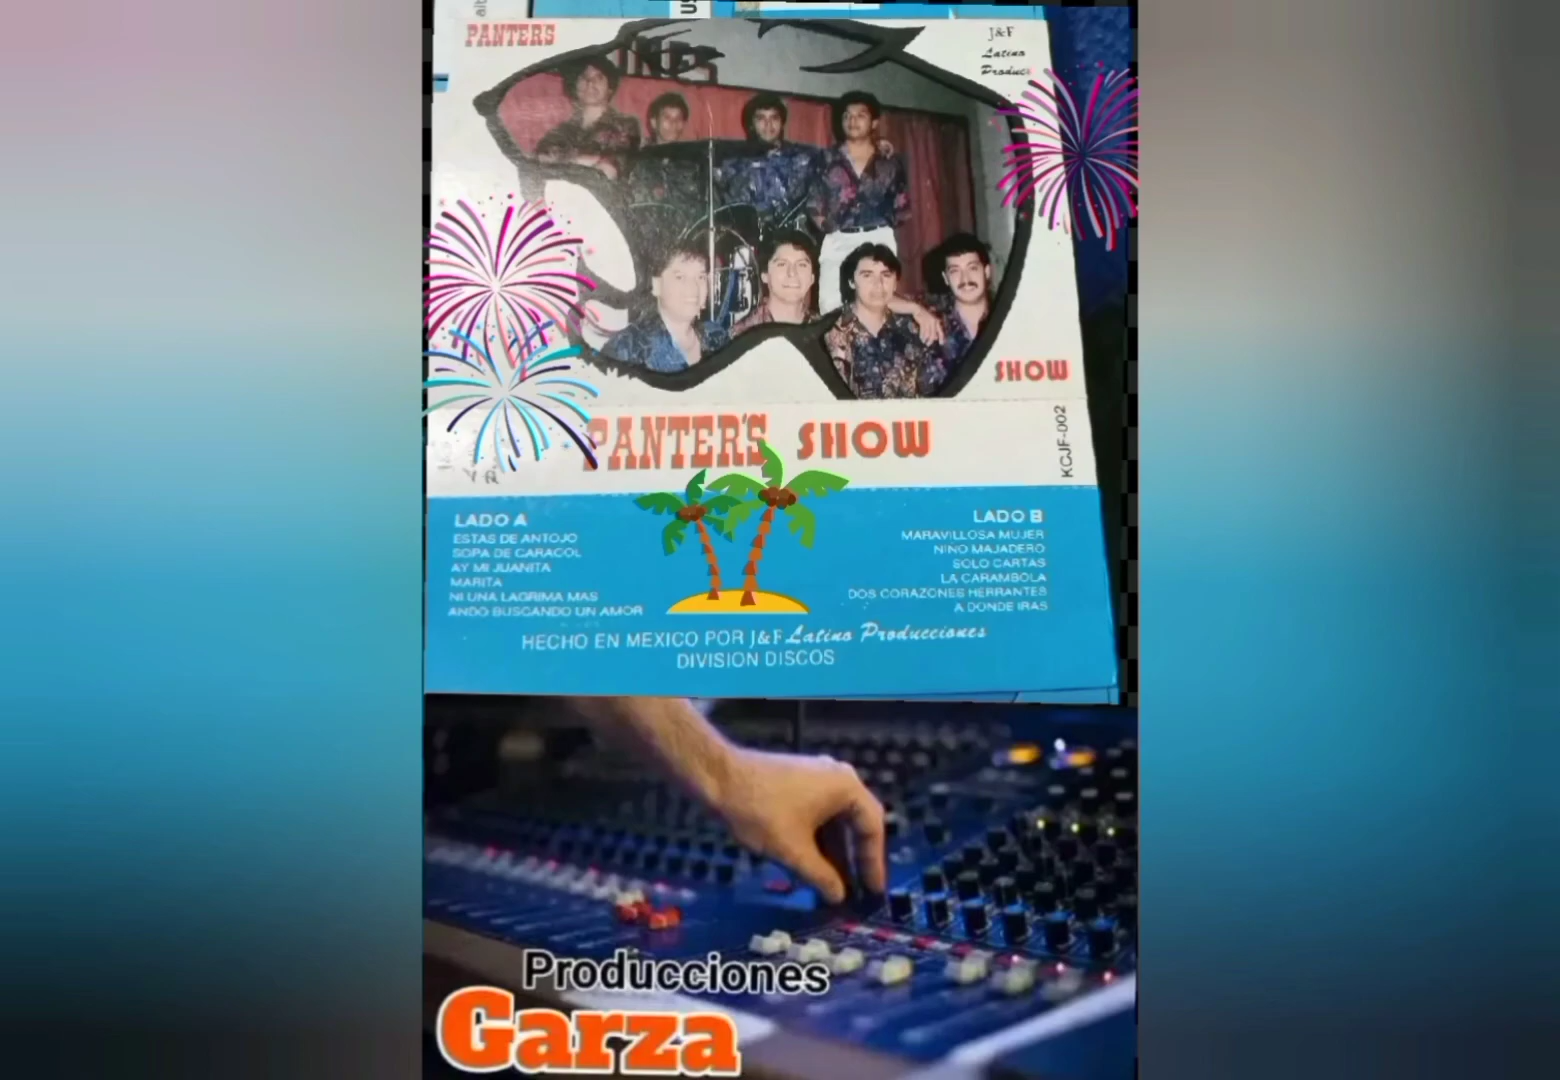 PANTERS
J&F
Latino
SHOW
PANTER'S SHOW
KCJF-002
LADO A
ESTAS DE ANTOJO
SOPA DE CARACOL
AY MI JUANITA
MARITA
NI UNA LAGRIMA MAS
ANDO BUSCANDO UN AMOR
LADO B
MARAVILLOSA MUJER
NINO MAJADERO
SOLO CARTAS
LA CARAMBOLA
DOS CORAZONES HERRANTES
A DONDE IRAS
HECHO EN MEXICO POR J&F Latino Producciones
DIVISION DISCOS
Producciones
Garza